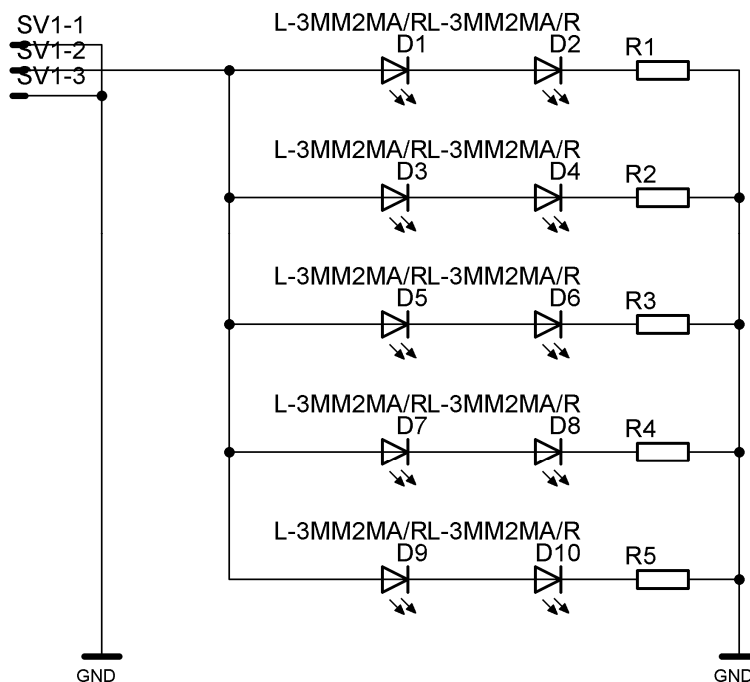 SV1-1
SV1-2
SV1-3
L-3MM2MA/RL-3MM2MA/R
D1 D2 R1
L-3MM2MA/RL-3MM2MA/R
D3 D4 R2
L-3MM2MA/RL-3MM2MA/R
D5 D6 R3
L-3MM2MA/RL-3MM2MA/R
D7 D8 R4
L-3MM2MA/RL-3MM2MA/R
D9 D10 R5
GND GND